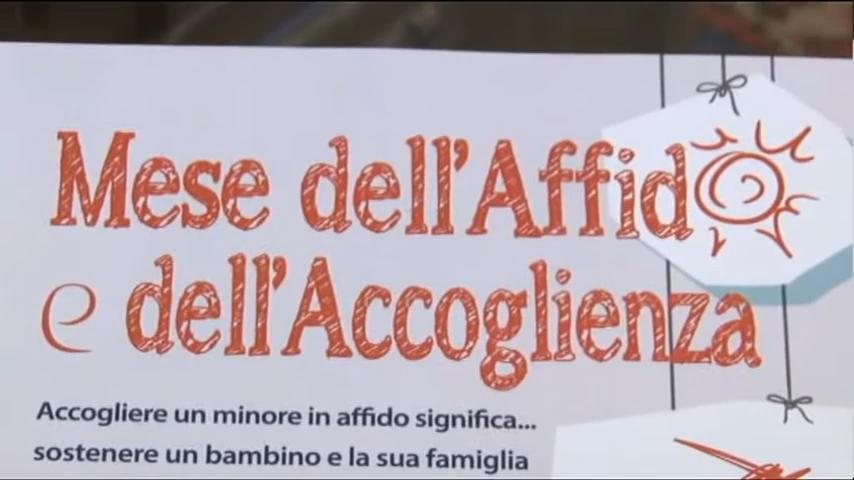 Mese dell'Affido
e dell'Accoglienza
Accogliere un minore in affido significa...
sostenere un bambino e la sua famiglia